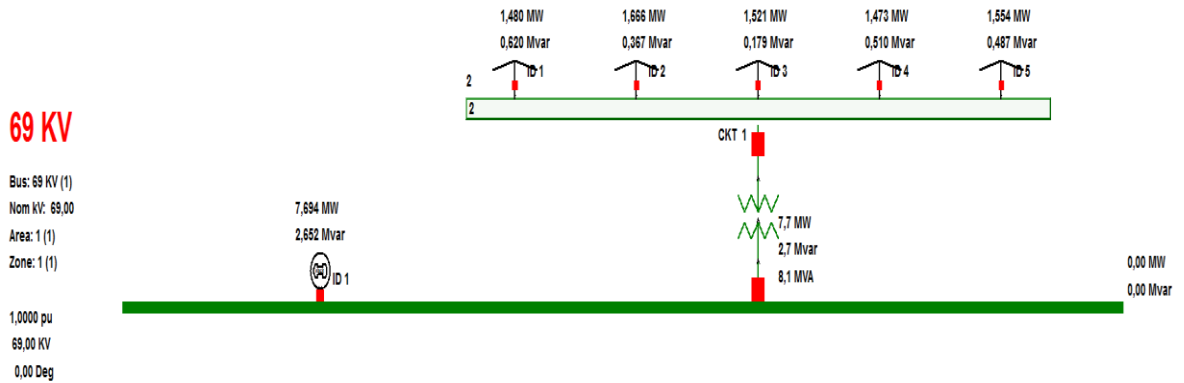 1,480 MW 1,666 MW 1,521 MW 1,473 MW 1,554 MW
0,620 Mvar 0,367 Mvar 0,179 Mvar 0,510 Mvar 0,487 Mvar
ID 1 ID 2 ID 3 ID 4 ID 5
2
2
CKT 1
69 KV
Bus: 69 KV (1)
Nom kV: 69,00
Area: 1 (1)
Zone: 1 (1)
7,694 MW
2,652 Mvar
ID 1
7,7 MW
2,7 Mvar
8,1 MVA
0,00 MW
0,00 Mvar
1,0000 pu
69,00 KV
0,00 Deg